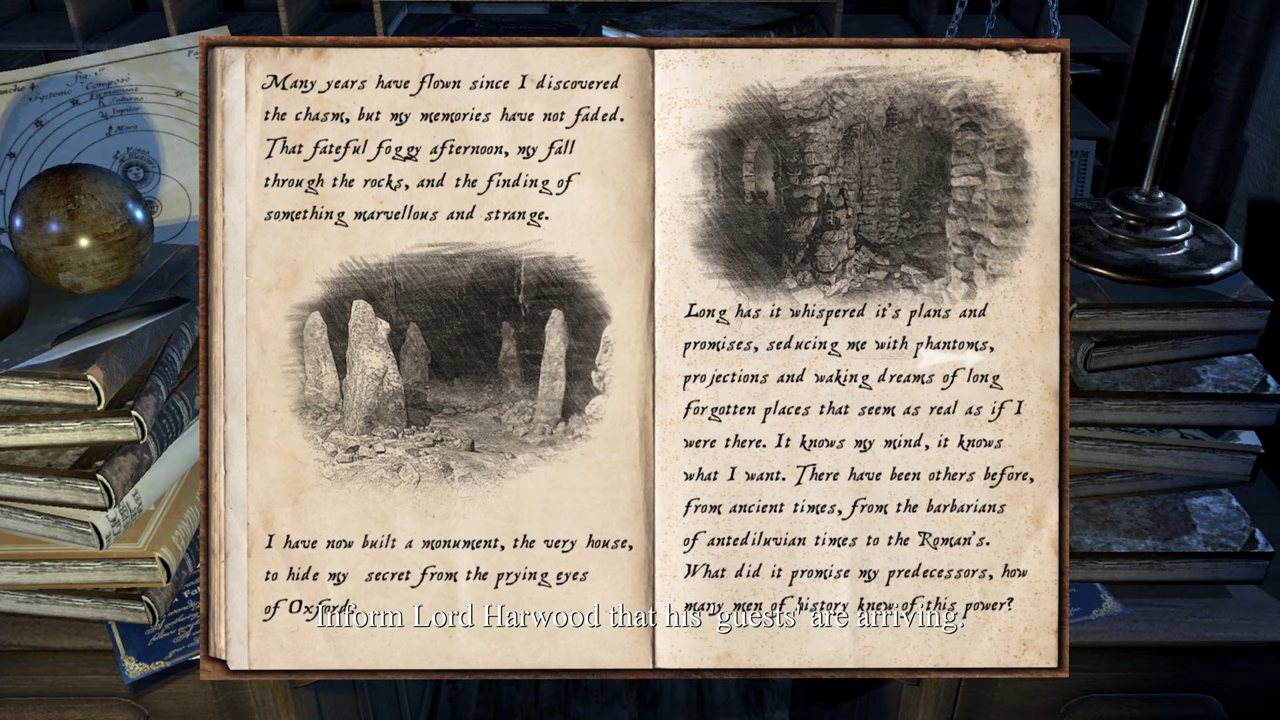 Many years have flown since I discovered
the chasm, but my memories have not faded.
That fateful foggy afternoon, my fall
through the rocks, and the finding of
something marvellous and strange.
I have now built a monument, the very house,
to hide my secret from the prying eyes
of Oxford.
Long has it whispered it's plans and
promises, seducing me with phantoms,
projections and waking dreams of long
forgotten places that seem as real as if I
were there. It knows my mind, it knows
what I want. There have been others before,
from ancient times, from the barbarians
of antediluvian times to the Roman's.
What did it promise my predecessors, how
many men of history knew of this power?
Inform Lord Harwood that his 'guests' are arriving.
fig. 1
Systeme Composé